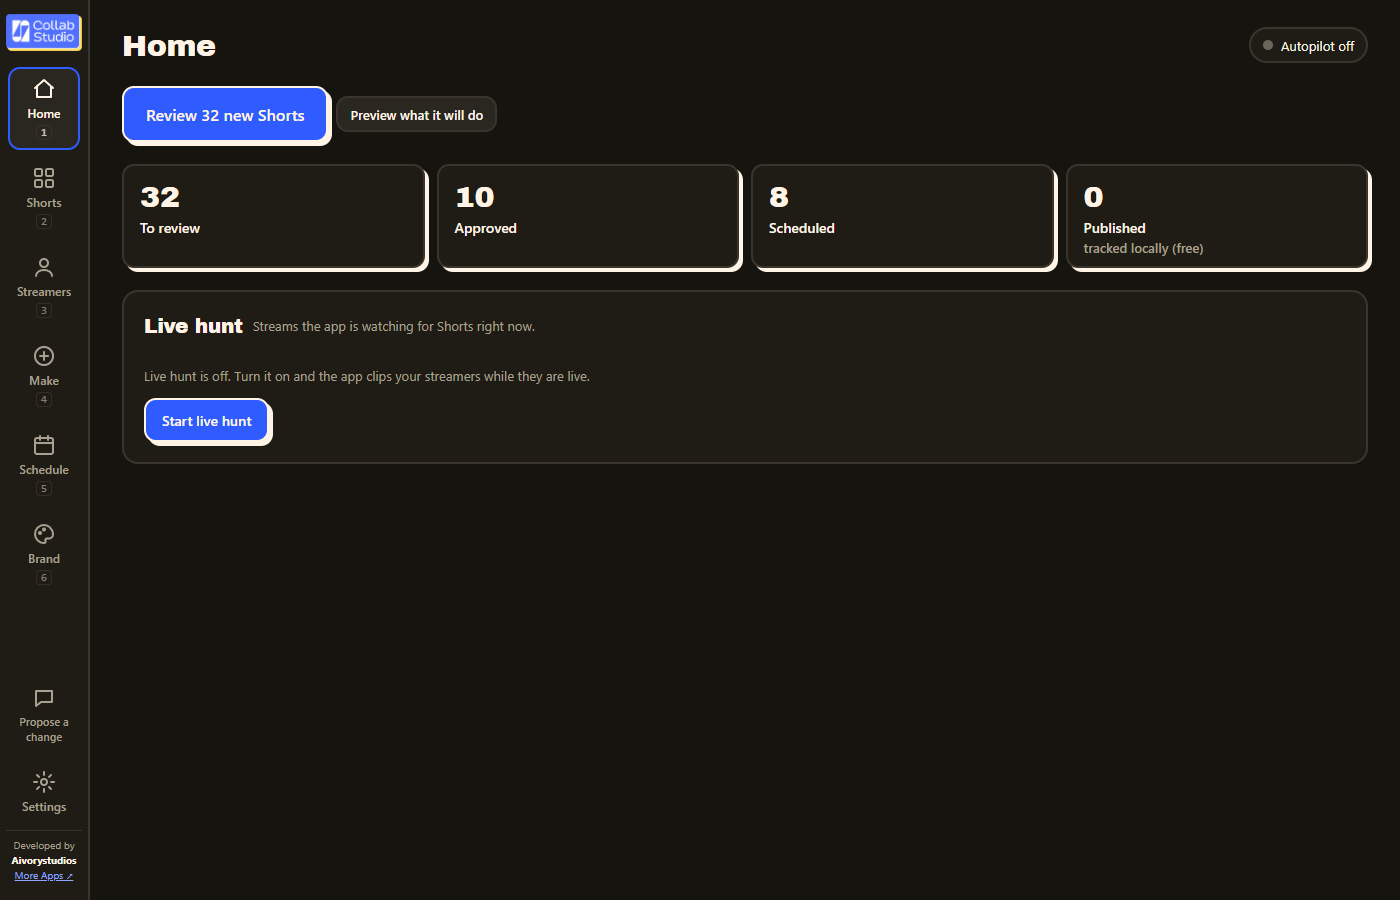 Collab
Studio
Home
1
Shorts
2
Streamers
3
Make
4
Schedule
5
Brand
6
Propose a
change
Settings
Developed by
Aivorystudios
More Apps ↗
Home
Autopilot off
Review 32 new Shorts
Preview what it will do
32
To review
10
Approved
8
Scheduled
0
Published
tracked locally (free)
Live hunt Streams the app is watching for Shorts right now.
Live hunt is off. Turn it on and the app clips your streamers while they are live.
Start live hunt